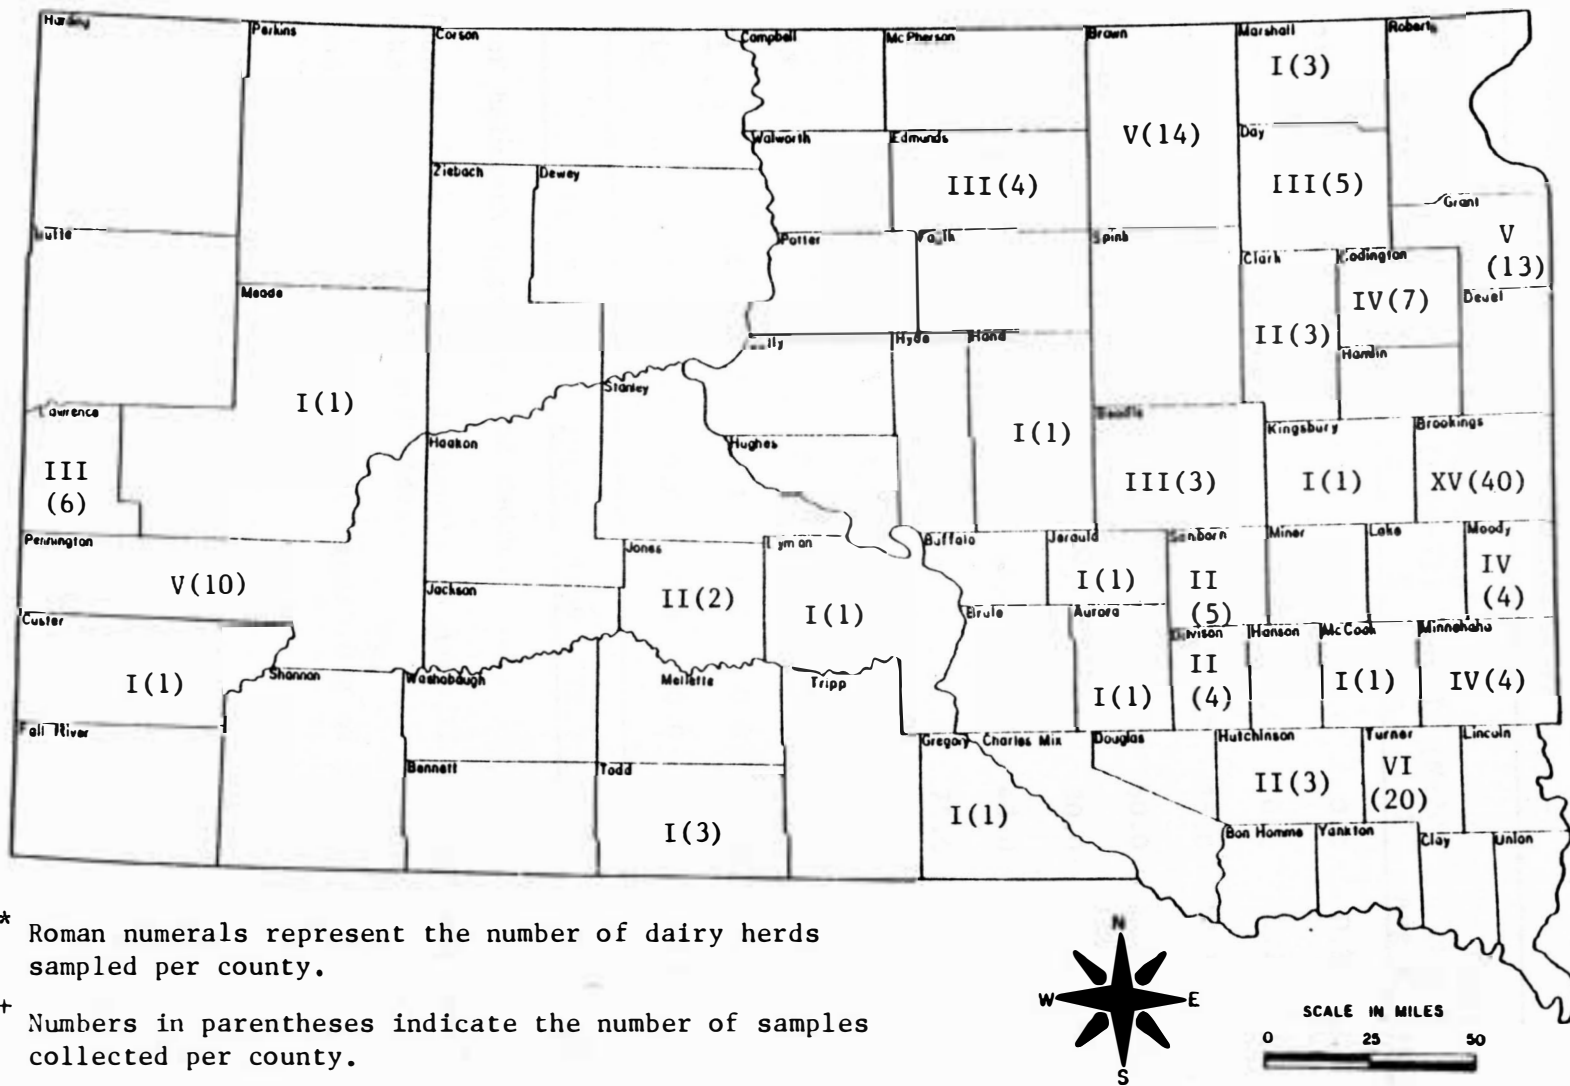 Perkins
Corson
Campbell
McPherson
Brown
Marshall
Roberts
I(3)
V(14)
Day
Walworth
Edmunds
Ziebach
Dewey
III(4)
III(5)
Grant
Potter
Spink
V
(13)
Clark
Codington
Meade
IV(7)
Deuel
II(3)
Hyde
Hand
Hamlin
Stanley
I(1)
Lawrence
I(1)
Kingsbury
Brookings
Haakon
Hughes
III
(6)
III(3)
I(1)
XV(40)
Pennington
Jones
Buffalo
Jerauld
Sanborn
Miner
Lake
Moody
V(10)
Jackson
II(2)
I(1)
I(1)
II
(5)
IV
(4)
Custer
Brule
Aurora
Hanson
McCook
Minnehaha
I(1)
Shannon
Washabaugh
Mellette
Tripp
I(1)
II
(4)
I(1)
IV(4)
Fall River
Gregory
Charles Mix
Douglas
Hutchinson
Turner
Lincoln
Bennett
Todd
I(3)
I(1)
II(3)
VI
(20)
Bon Homme
Yankton
Clay
Union
* Roman numerals represent the number of dairy herds
sampled per county.
+ Numbers in parentheses indicate the number of samples
collected per county.
N
W
E
S
SCALE IN MILES
0 25 50